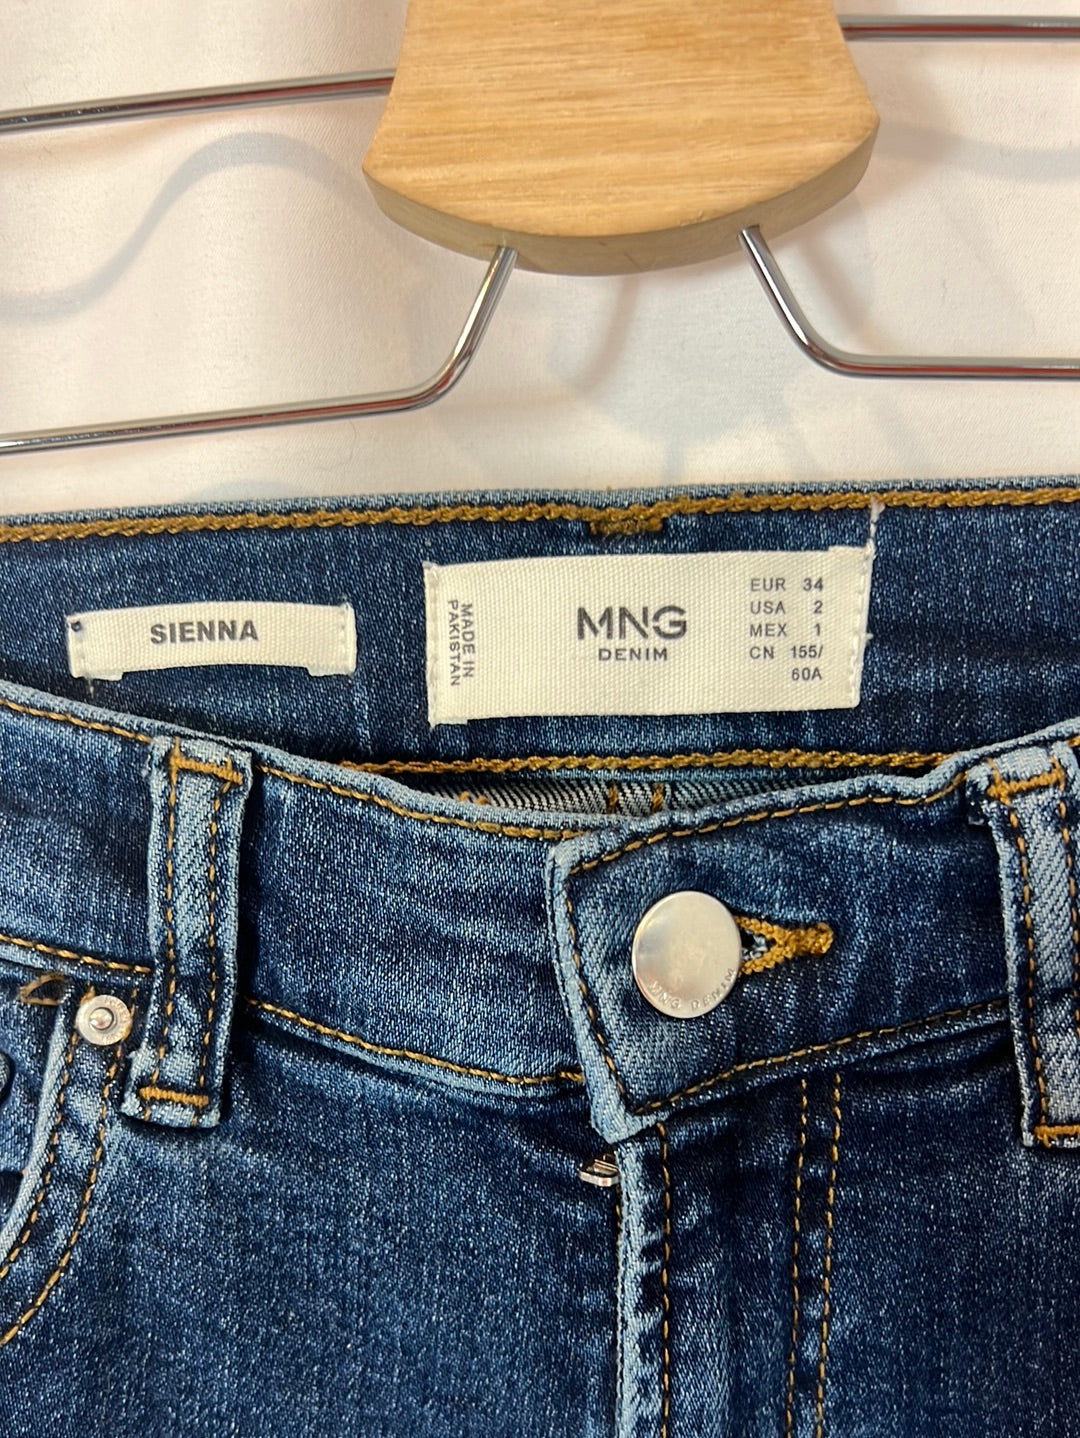 SIENNA
MADE IN
PAKISTAN
MNG
DENIM
EUR 34
USA 2
MEX 1
CN 155/
60A
MNG DENIM